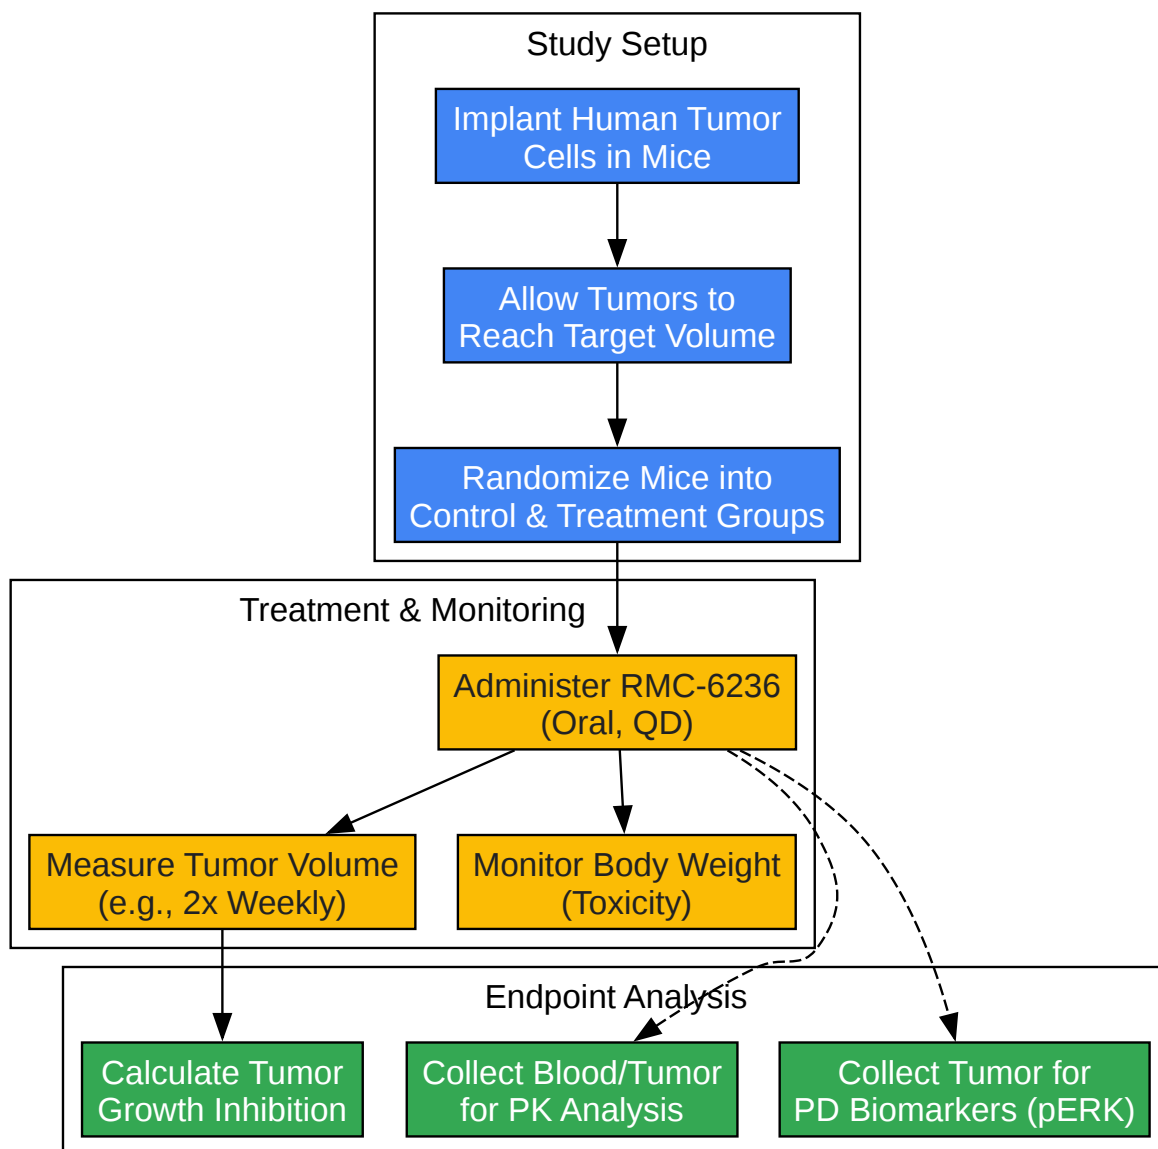 Study Setup
Implant Human Tumor
Cells in Mice
Allow Tumors to
Reach Target Volume
Randomize Mice into
Control & Treatment Groups
Treatment & Monitoring
Administer RMC-6236
(Oral, QD)
Measure Tumor Volume
(e.g., 2x Weekly)
Monitor Body Weight
(Toxicity)
Endpoint Analysis
Calculate Tumor
Growth Inhibition
Collect Blood/Tumor
for PK Analysis
Collect Tumor for
PD Biomarkers (pERK)